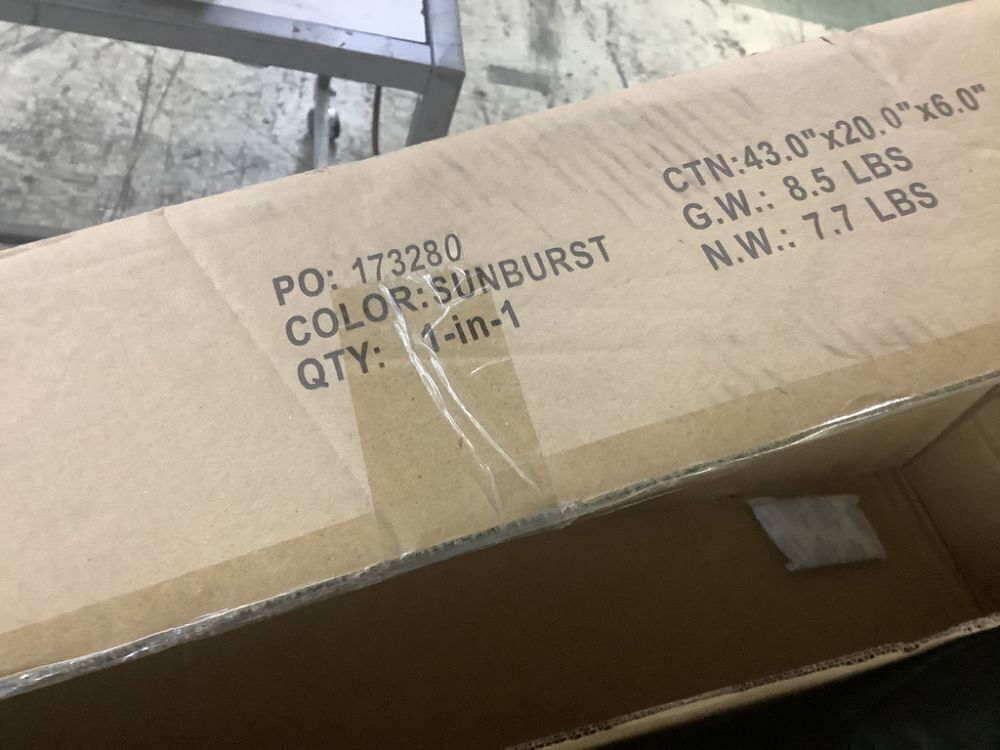 PO: 173280
COLOR:SUNBURST
QTY: 1-in-1
CTN:43.0"x20.0"x6.0"
G.W.: 8.5 LBS
N.W.: 7.7 LBS